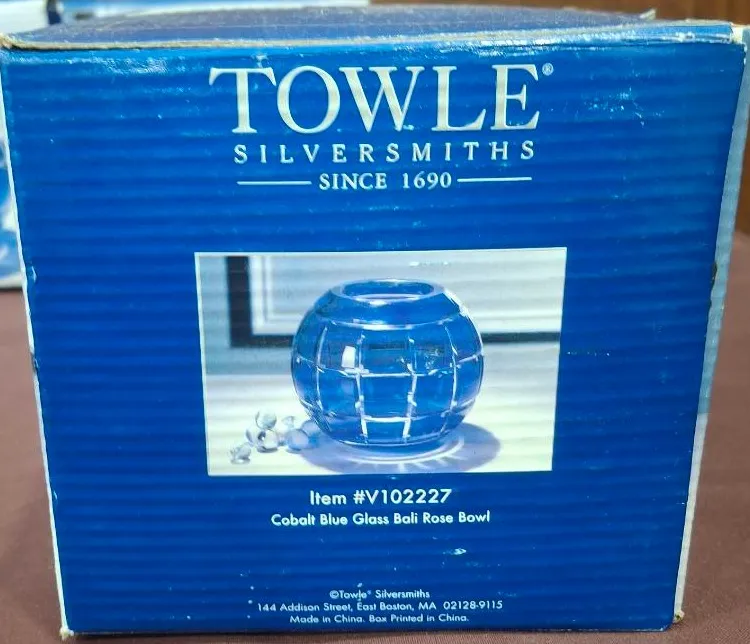 TOWLE®
SILVERSMITHS
SINCE 1690
Item #V102227
Cobalt Blue Glass Bali Rose Bowl
©Towle® Silversmiths
144 Addison Street, East Boston, MA 02128-9115
Made in China. Box Printed in China.